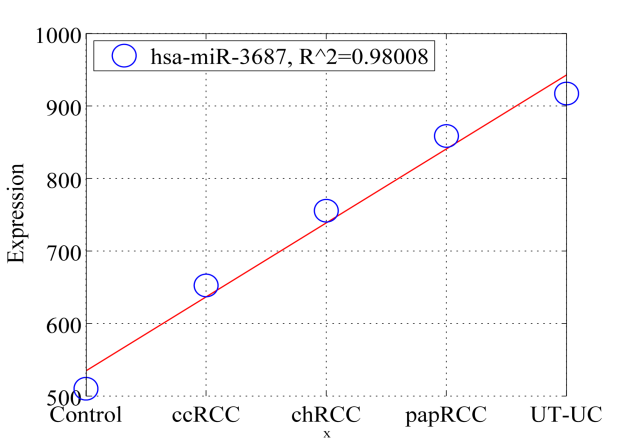 1000
hsa-miR-3687, R^2=0.98008
900
800
Expression
700
600
500
Control ccRCC chRCC papRCC UT-UC
x